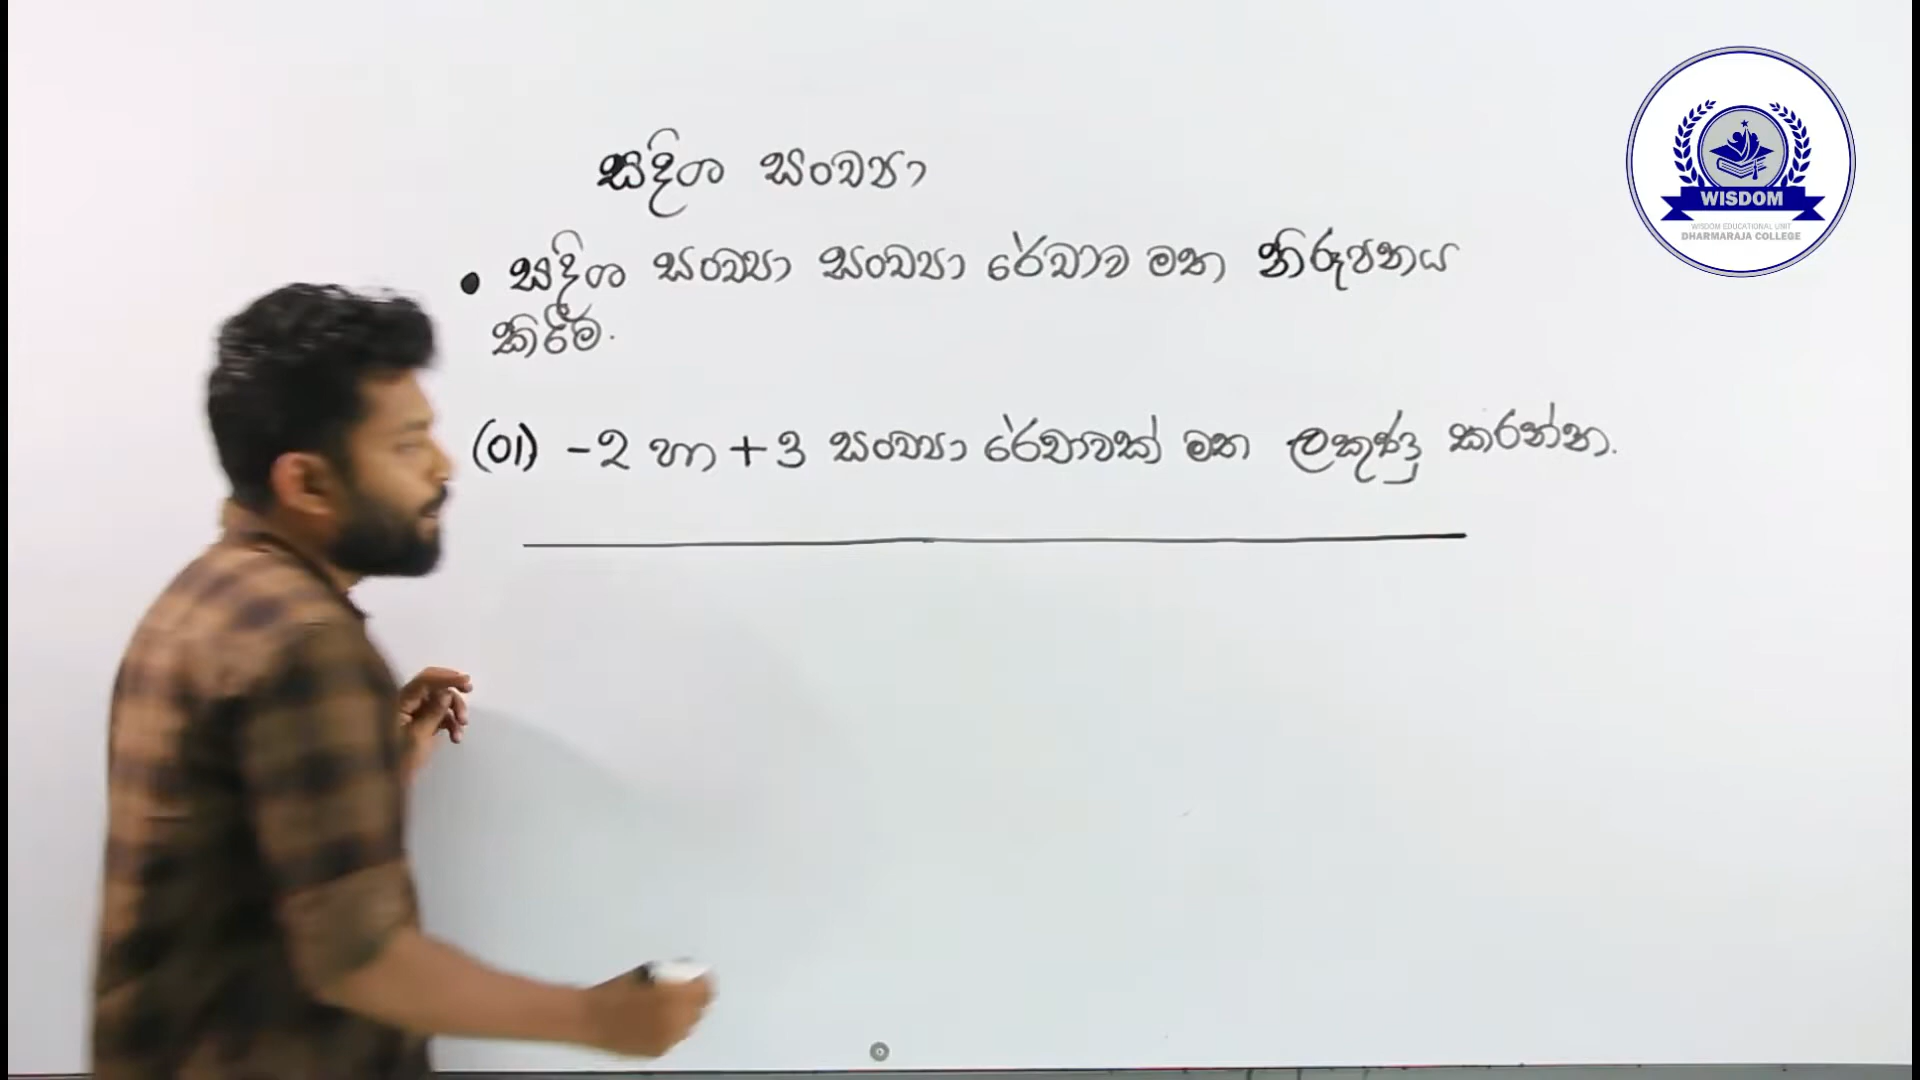 සදිශ සංඛ්‍යා
• සදිශ සංඛ්‍යා සංඛ්‍යා රේඛාව මත නිරූපනය
කිරීම.
(01) -2 හා +3 සංඛ්‍යා රේඛාවක් මත ලකුණු කරන්න.
WISDOM
WISDOM EDUCATIONAL UNIT
DHARMARAJA COLLEGE